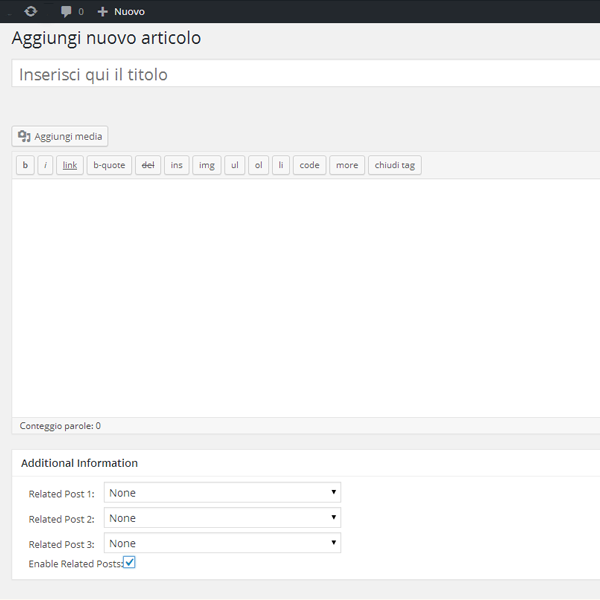 0 Nuovo
Aggiungi nuovo articolo
Inserisci qui il titolo
Aggiungi media
b i link b-quote del ins img ul ol li code more chiudi tag
Conteggio parole: 0
Additional Information
Related Post 1: None
Related Post 2: None
Related Post 3: None
Enable Related Posts: